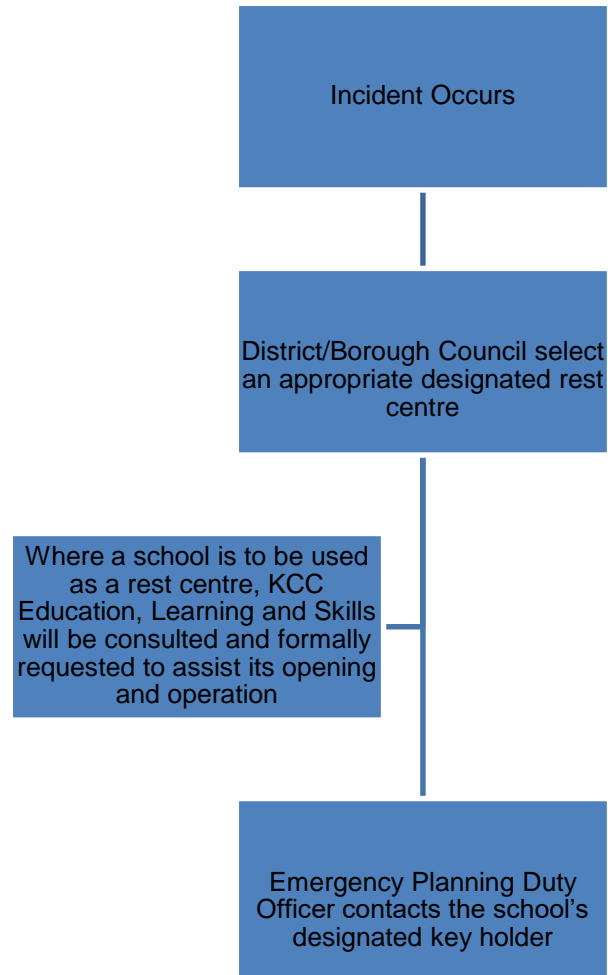 Incident Occurs
District/Borough Council select
an appropriate designated rest
centre
Where a school is to be used
as a rest centre, KCC
Education, Learning and Skills
will be consulted and formally
requested to assist its opening
and operation
Emergency Planning Duty
Officer contacts the school’s
designated key holder